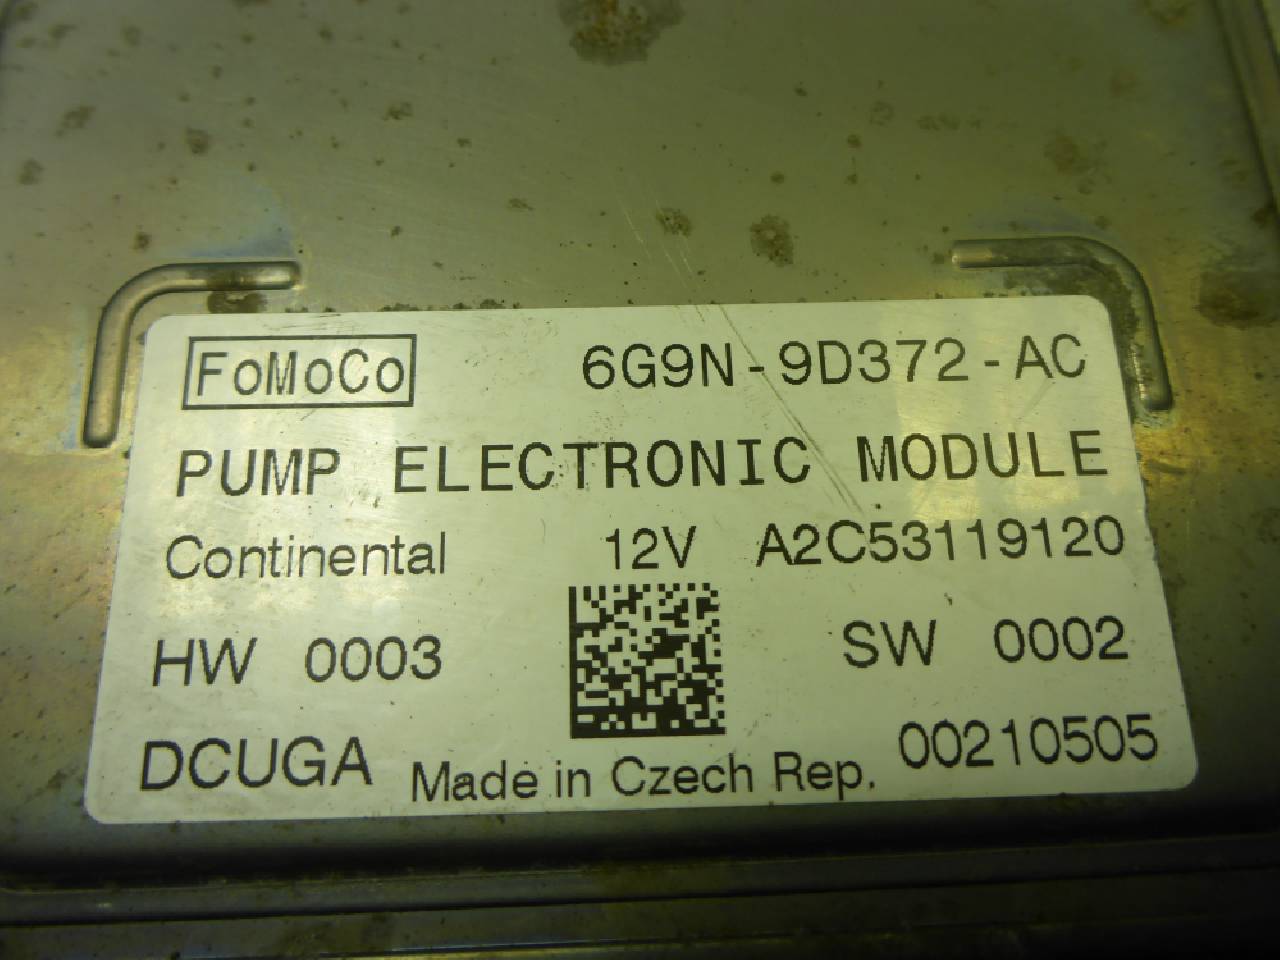 FoMoCo 6G9N-9D372-AC
PUMP ELECTRONIC MODULE
Continental 12V A2C53119120
HW 0003 SW 0002
DCUGA Made in Czech Rep. 00210505